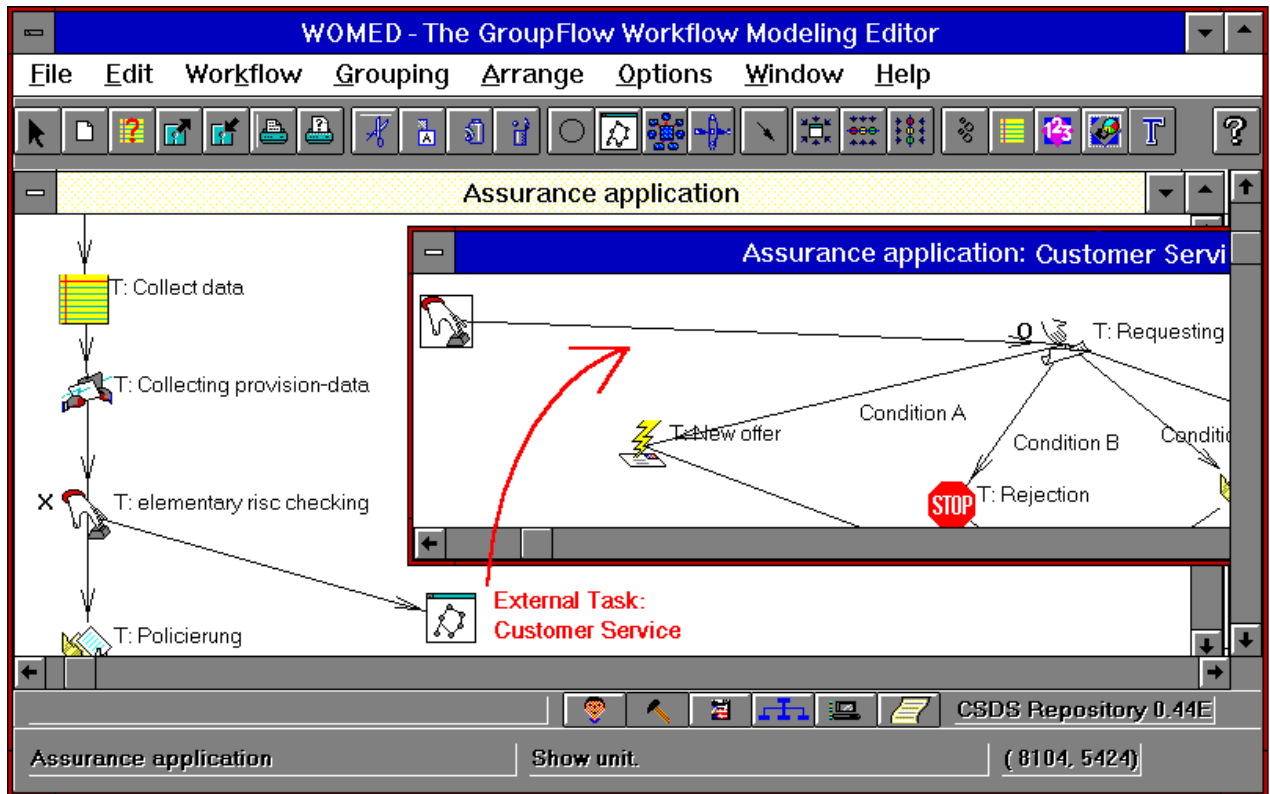 WOMED - The GroupFlow Workflow Modeling Editor
File Edit Workflow Grouping Arrange Options Window Help
A 123 T ?
Assurance application
Assurance application: Customer Servi
T: Collect data
O T: Requesting
T: Collecting provision-data
Condition A
T: New offer
Condition B
Conditio
X T: elementary risc checking
STOP T: Rejection
External Task:
Customer Service
T: Policierung
CSDS Repository 0.44E
Assurance application Show unit. ( 8104, 5424)